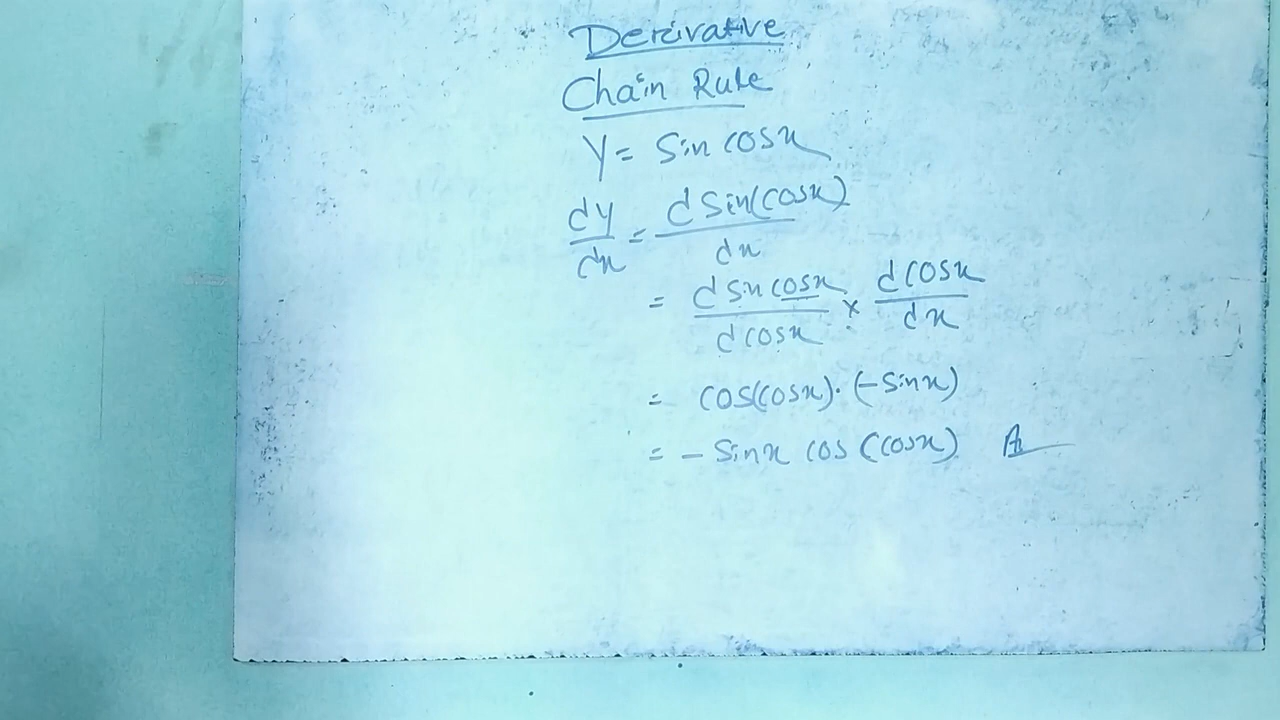 Derivative
Chain Rule
Y = Sin cosx
dy/dx = d Sin(cosx)/dx
= d sin cosx/d cosx × d cosx/dx
= cos(cosx)·(-sinx)
= - Sinx cos (cosx)